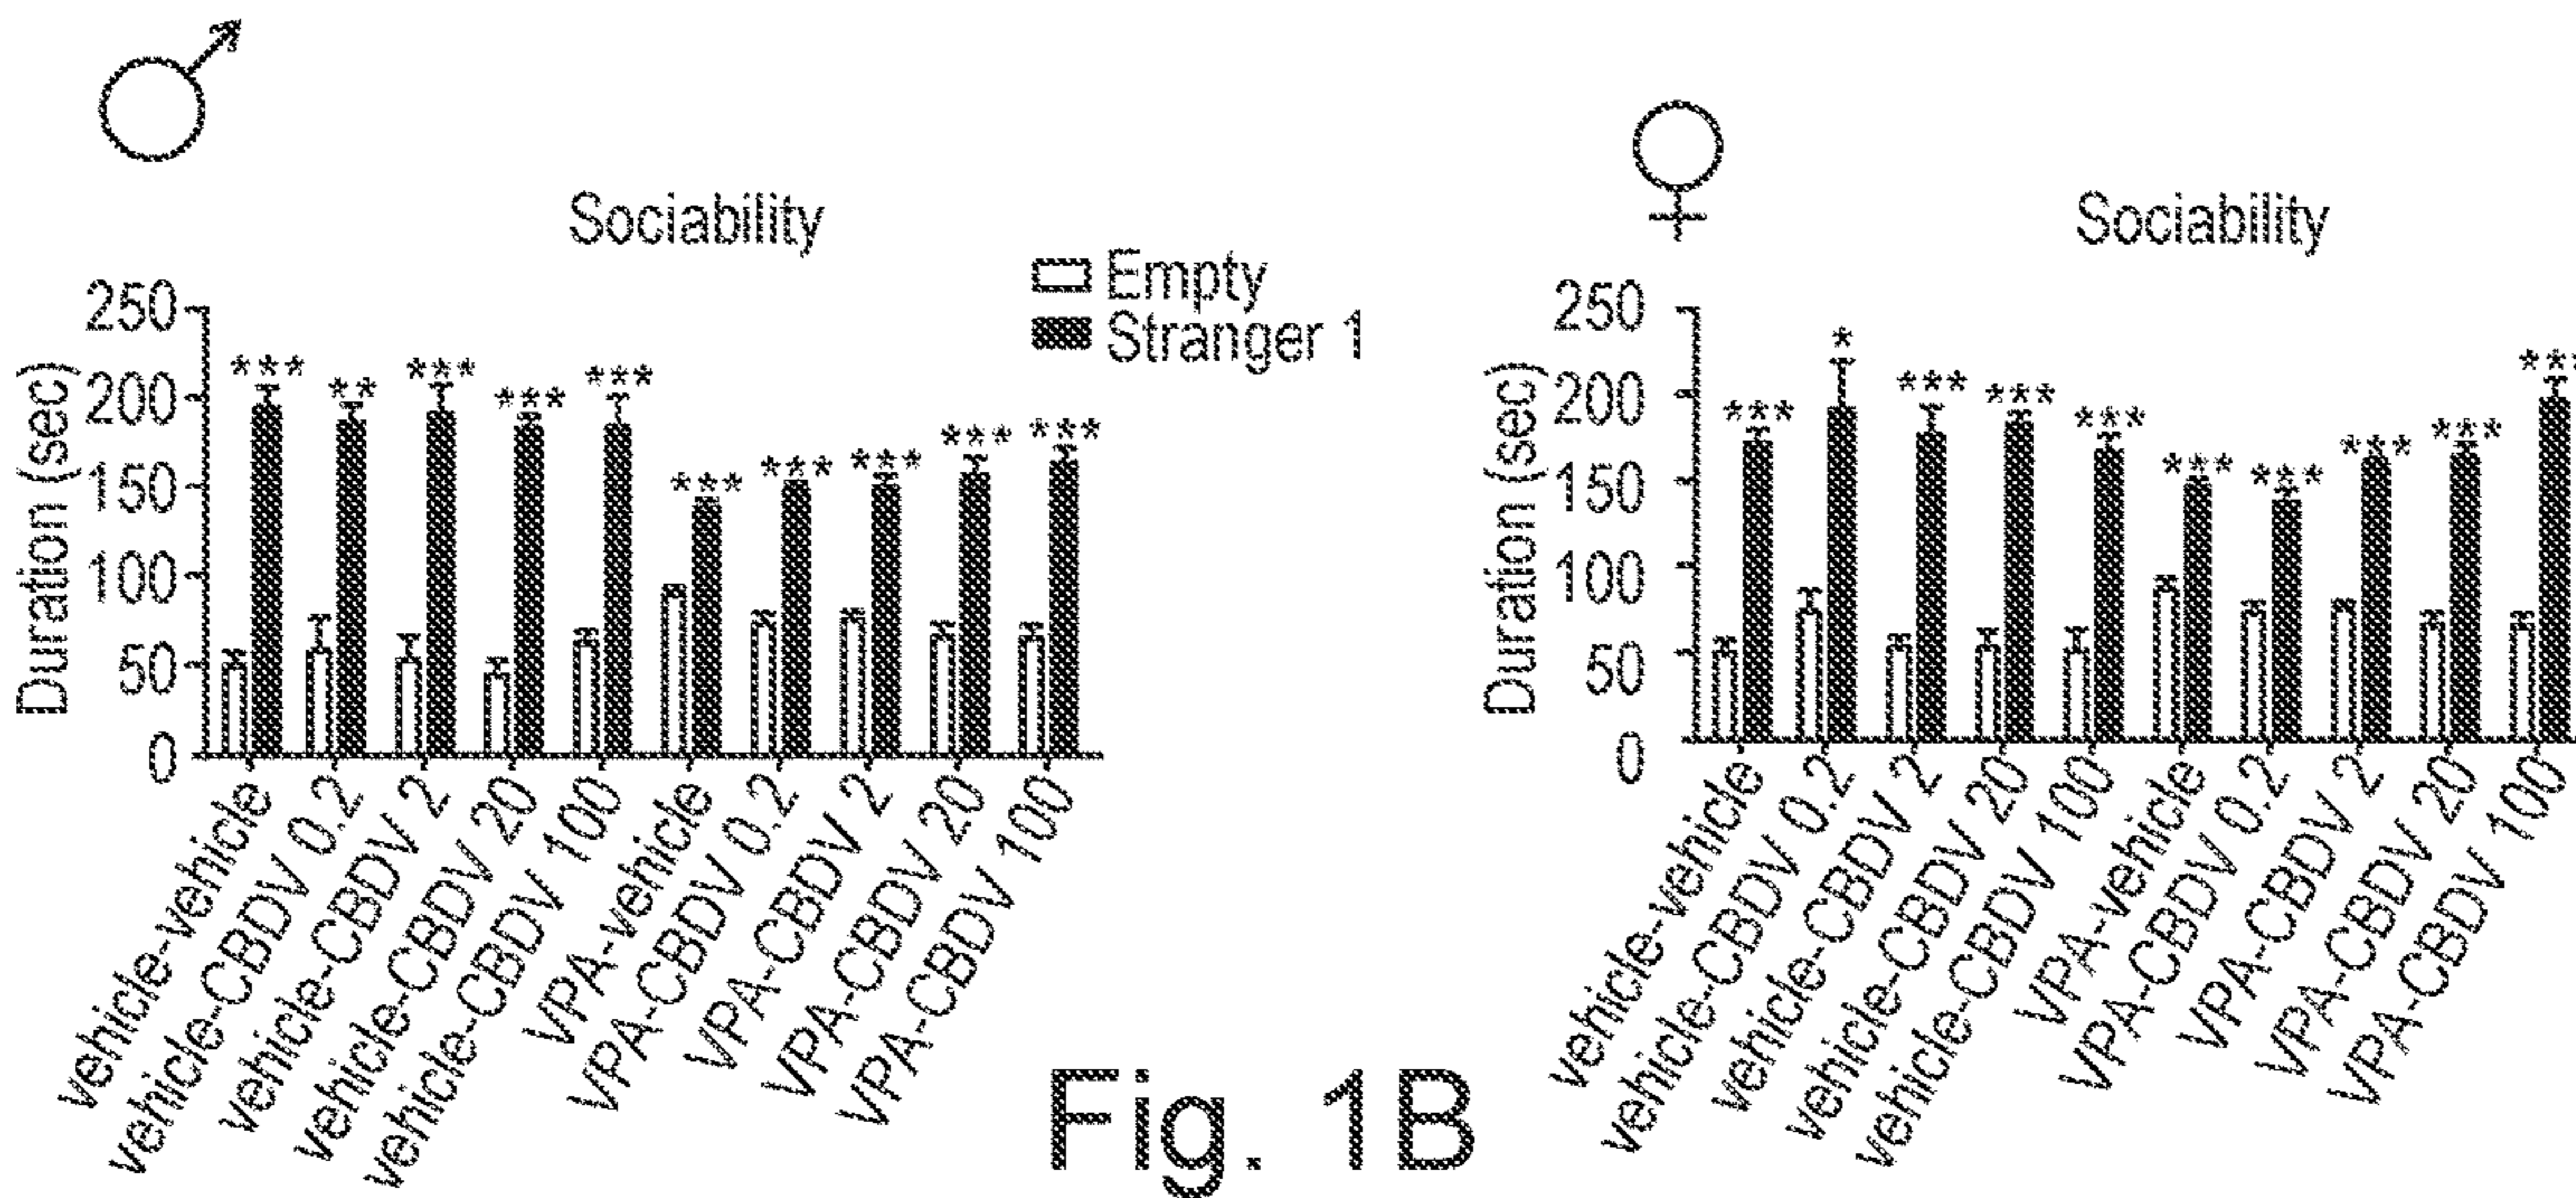 Sociability
Empty
Stranger 1
Duration (sec)
250
200
150
100
50
0
***
**
***
***
***
***
***
***
***
***
vehicle-vehicle
vehicle-CBDV 0.2
vehicle-CBDV 2
vehicle-CBDV 20
vehicle-CBDV 100
VPA-vehicle
VPA-CBDV 0.2
VPA-CBDV 2
VPA-CBDV 20
VPA-CBDV 100
Sociability
Duration (sec)
250
200
150
100
50
0
***
*
***
***
***
***
***
***
***
***
vehicle-vehicle
vehicle-CBDV 0.2
vehicle-CBDV 2
vehicle-CBDV 20
vehicle-CBDV 100
VPA-vehicle
VPA-CBDV 0.2
VPA-CBDV 2
VPA-CBDV 20
VPA-CBDV 100
Fig. 1B